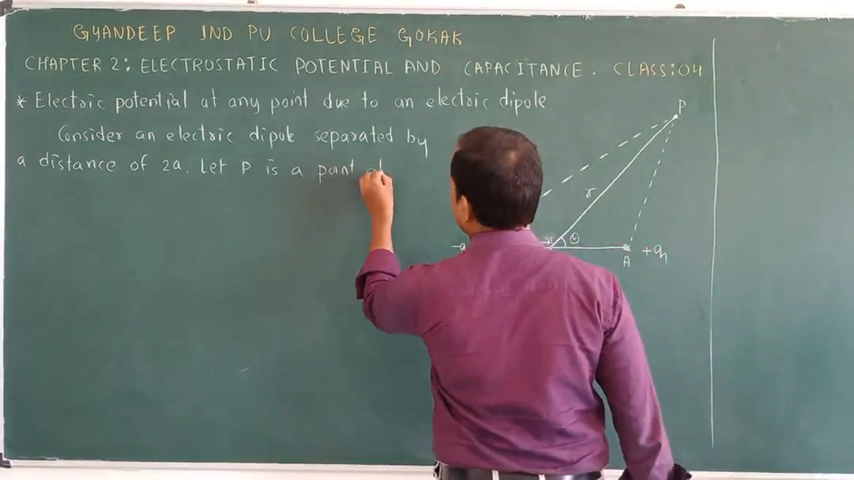 GYANDEEP IND PU COLLEGE GOKAK
CHAPTER 2: ELECTROSTATIC POTENTIAL AND CAPACITANCE. CLASS:04
* Electric potential at any point due to an electric dipole.
Consider an electric dipole separated by
a distance of 2a. Let P is a point
P
r
θ
-q
A
+q